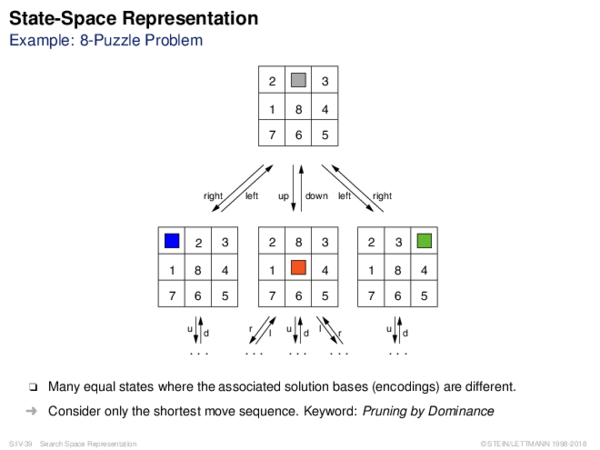 State-Space Representation
Example: 8-Puzzle Problem
2 3
1 8 4
7 6 5
right left up down left right
2 3 2 8 3 2 3
1 8 4 1 4 1 8 4
7 6 5 7 6 5 7 6 5
u d r l u d l r u d
. . . . . . . . . . . . . . .
❑ Many equal states where the associated solution bases (encodings) are different.
➜ Consider only the shortest move sequence. Keyword: Pruning by Dominance
S:IV-39 Search Space Representation © STEIN/LETTMANN 1998-2018